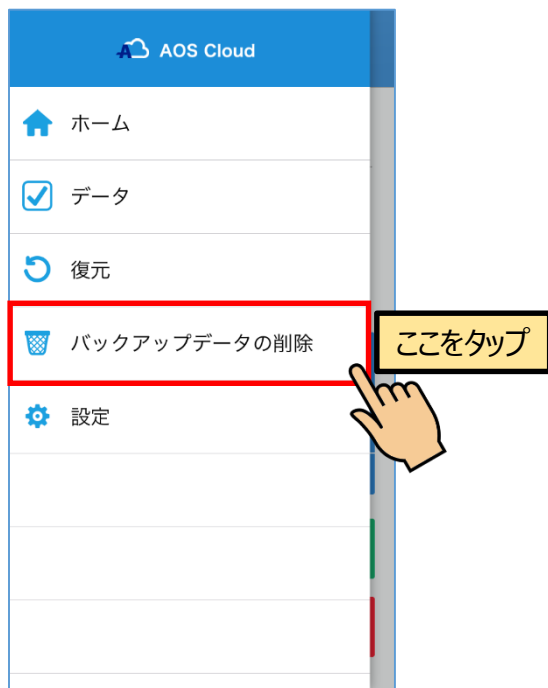 AOS Cloud
ホーム
データ
復元
バックアップデータの削除
ここをタップ
設定